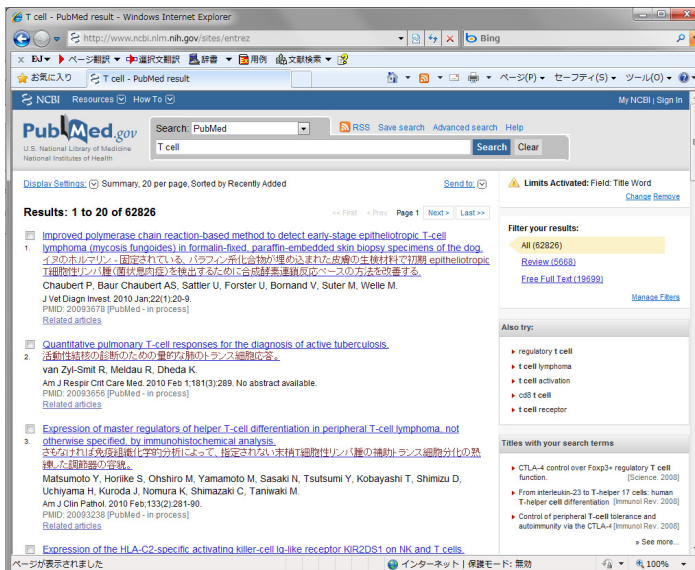 T cell - PubMed result - Windows Internet Explorer
http://www.ncbi.nlm.nih.gov/sites/entrez
Bing
x EJ ページ翻訳 選択文翻訳 辞書 用例 文献検索
お気に入り T cell - PubMed result ページ(P) セーフティ(S) ツール(O)
NCBI Resources How To My NCBI | Sign In
PubMed.gov
U.S. National Library of Medicine
National Institutes of Health
Search: PubMed
RSS Save search Advanced search Help
T cell Search Clear
Display Settings: Summary, 20 per page, Sorted by Recently Added Send to:
Results: 1 to 20 of 62826
<< First < Prev Page 1 Next > Last >>
1. Improved polymerase chain reaction-based method to detect early-stage epitheliotropic T-cell
lymphoma (mycosis fungoides) in formalin-fixed, paraffin-embedded skin biopsy specimens of the dog.
イヌのホルマリン - 固定されている、パラフィン系化合物が埋め込まれた皮膚の生検材料で初期 epitheliotropic
T細胞性リンパ腫(菌状息肉症)を検出するために合成酵素連鎖反応ベースの方法を改善する.
Chaubert P, Baur Chaubert AS, Sattler U, Forster U, Bornand V, Suter M, Welle M.
J Vet Diagn Invest. 2010 Jan;22(1):20-9.
PMID: 20093678 [PubMed - in process]
Related articles
2. Quantitative pulmonary T-cell responses for the diagnosis of active tuberculosis.
活動性結核の診断のための量的な肺のトランス細胞応答。
van Zyl-Smit R, Meldau R, Dheda K.
Am J Respir Crit Care Med. 2010 Feb 1;181(3):289. No abstract available.
PMID: 20093656 [PubMed - in process]
Related articles
3. Expression of master regulators of helper T-cell differentiation in peripheral T-cell lymphoma, not
otherwise specified, by immunohistochemical analysis.
さもなければ免疫組織化学的分析によって、指定されない末梢T細胞性リンパ腫の補助トランス細胞分化の熟
練した調節器の容貌。
Matsumoto Y, Horiike S, Ohshiro M, Yamamoto M, Sasaki N, Tsutsumi Y, Kobayashi T, Shimizu D,
Uchiyama H, Kuroda J, Nomura K, Shimazaki C, Taniwaki M.
Am J Clin Pathol. 2010 Feb;133(2):281-90.
PMID: 20093238 [PubMed - in process]
Related articles
Expression of the HLA-C2-specific activating killer-cell Ig-like receptor KIR2DS1 on NK and T cells.
Limits Activated: Field: Title Word
Change Remove
Filter your results:
All (62826)
Review (5668)
Free Full Text (19699)
Manage Filters
Also try:
regulatory t cell
t cell lymphoma
t cell activation
cd8 t cell
t cell receptor
Titles with your search terms
CTLA-4 control over Foxp3+ regulatory T cell
function. [Science. 2008]
From interleukin-23 to T-helper 17 cells: human
T-helper cell differentiation [Immunol Rev. 2008]
Control of peripheral T-cell tolerance and
autoimmunity via the CTLA-4 [Immunol Rev. 2008]
» See more...
ページが表示されました インターネット | 保護モード: 無効 100%